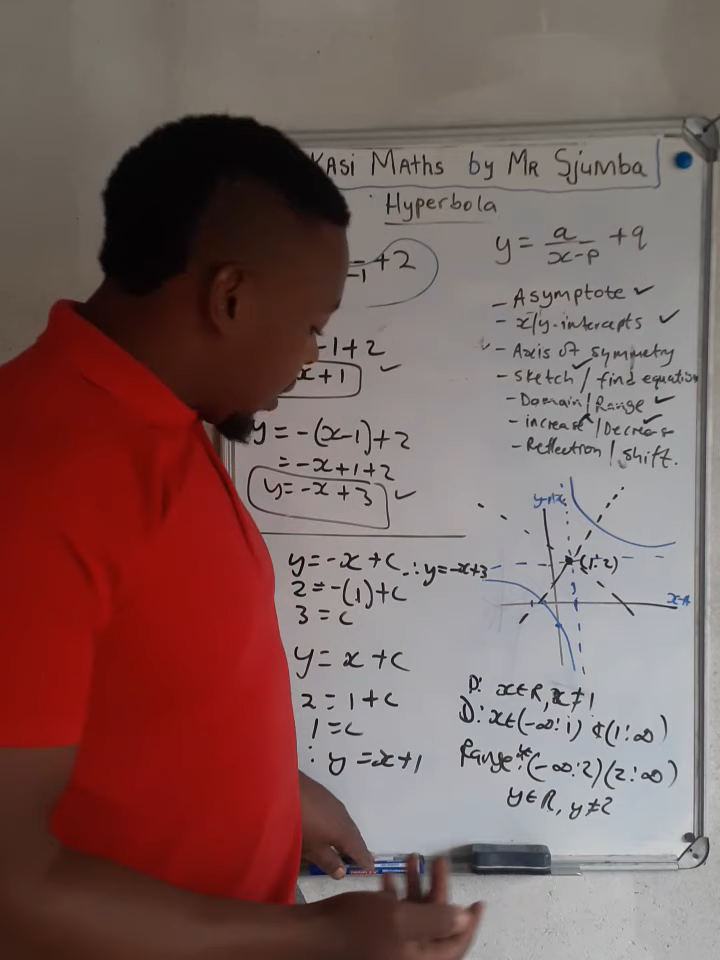 Kasi Maths by Mr Sjumba
Hyperbola
+2
-1
-1+2
x+1
y = -(x-1)+2
= -x+1+2
y = -x+3
y = -x+c ∴ y = -x+3
2 = -(1)+c
3 = c
y = x+c
2 = 1+c
1 = c
∴ y = x+1
y = a/(x-p) + q
- Asymptote ✓
- x/y-intercepts ✓
- Axis of symmetry
- Sketch / find equation
- Domain / Range ✓
- increase / Decrease
- Reflection / shift.
(1:2)
D: x∈R, x≠1
D: x∈(-∞:1) & (1:∞)
Range: (-∞:2)(2:∞)
y∈R, y≠2